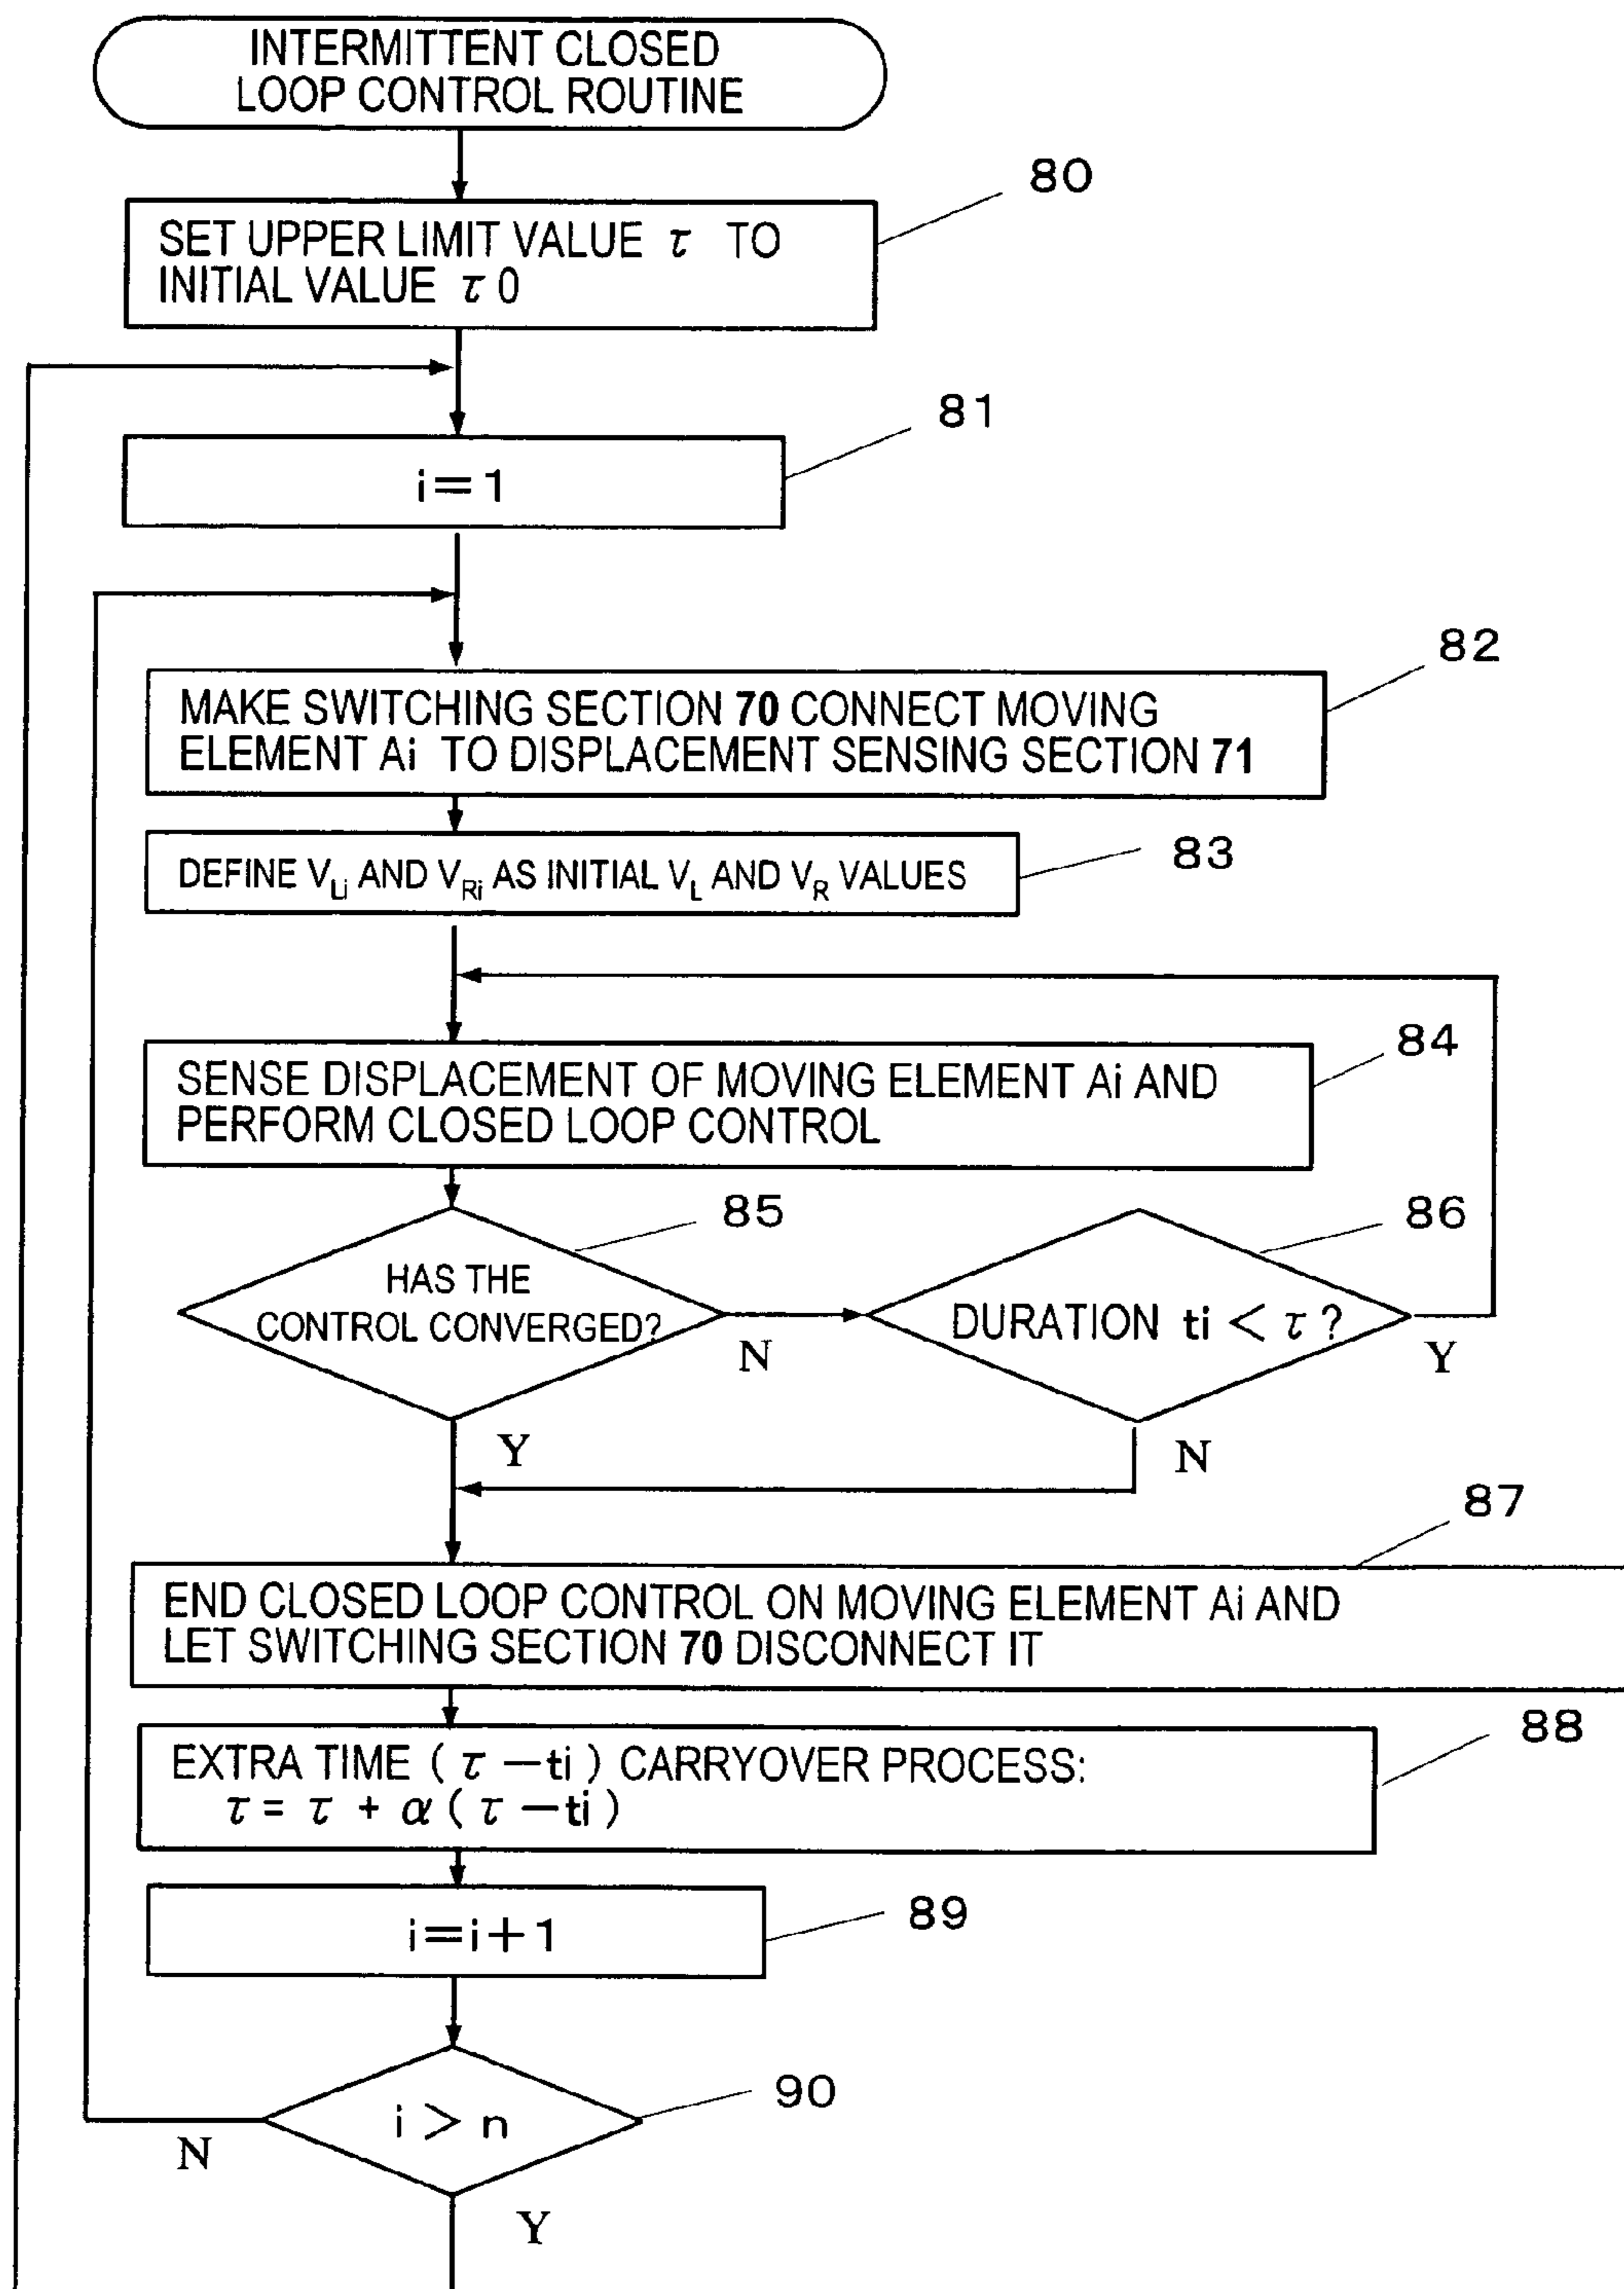 INTERMITTENT CLOSED
LOOP CONTROL ROUTINE
80
SET UPPER LIMIT VALUE τ TO
INITIAL VALUE τ0
81
i=1
82
MAKE SWITCHING SECTION 70 CONNECT MOVING
ELEMENT Ai TO DISPLACEMENT SENSING SECTION 71
83
DEFINE V_Li AND V_Ri AS INITIAL V_L AND V_R VALUES
84
SENSE DISPLACEMENT OF MOVING ELEMENT Ai AND
PERFORM CLOSED LOOP CONTROL
85
HAS THE
CONTROL CONVERGED?
N
86
DURATION ti < τ ?
Y
Y
N
87
END CLOSED LOOP CONTROL ON MOVING ELEMENT Ai AND
LET SWITCHING SECTION 70 DISCONNECT IT
88
EXTRA TIME ( τ −ti ) CARRYOVER PROCESS:
τ = τ + α ( τ −ti )
89
i=i+1
90
i > n
N
Y